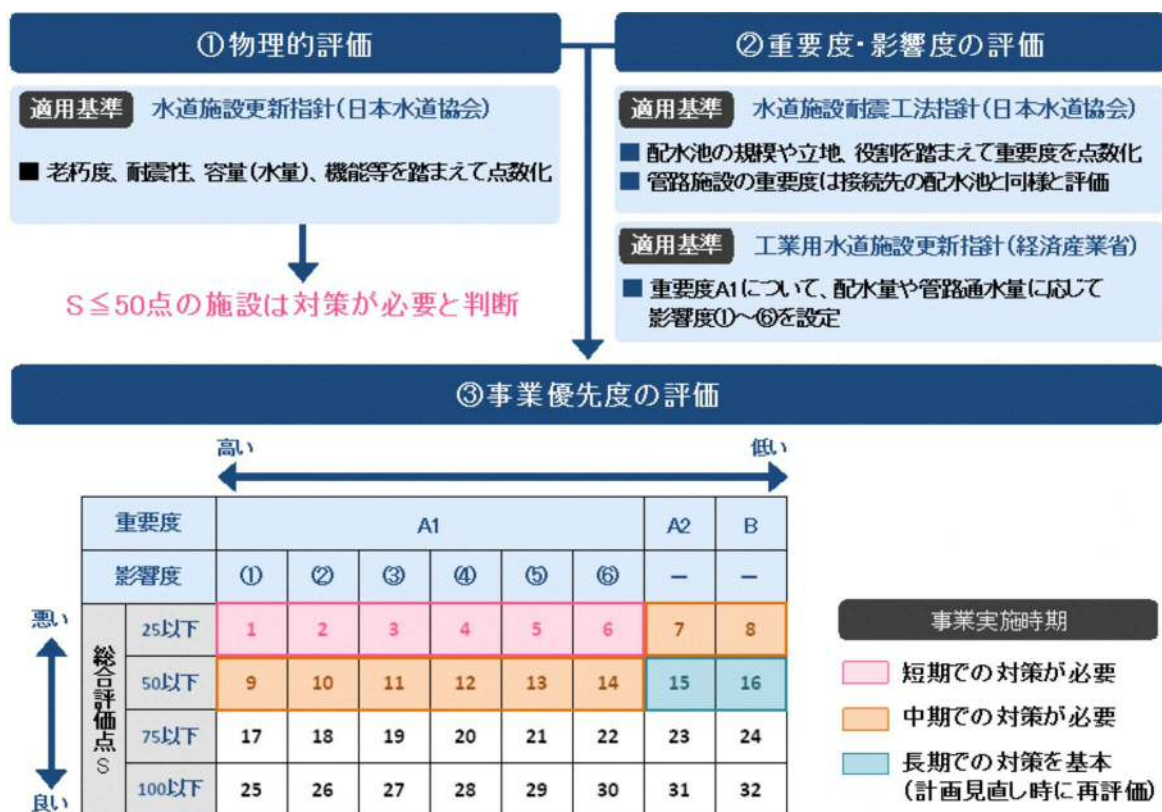 ①物理的評価
適用基準 水道施設更新指針(日本水道協会)
■ 老朽度、耐震性、容量(水量)、機能等を踏まえて点数化
S≦50点の施設は対策が必要と判断
②重要度・影響度の評価
適用基準 水道施設耐震工法指針(日本水道協会)
■ 配水池の規模や立地、役割を踏まえて重要度を点数化
■ 管路施設の重要度は接続先の配水池と同様と評価
適用基準 工業用水道施設更新指針(経済産業省)
■ 重要度A1について、配水量や管路通水量に応じて
影響度①～⑥を設定
③事業優先度の評価
高い 低い
重要度 A1 A2 B
影響度 ① ② ③ ④ ⑤ ⑥ － －
悪い
良い
総合評価点S
25以下 1 2 3 4 5 6 7 8
50以下 9 10 11 12 13 14 15 16
75以下 17 18 19 20 21 22 23 24
100以下 25 26 27 28 29 30 31 32
事業実施時期
短期での対策が必要
中期での対策が必要
長期での対策を基本
(計画見直し時に再評価)